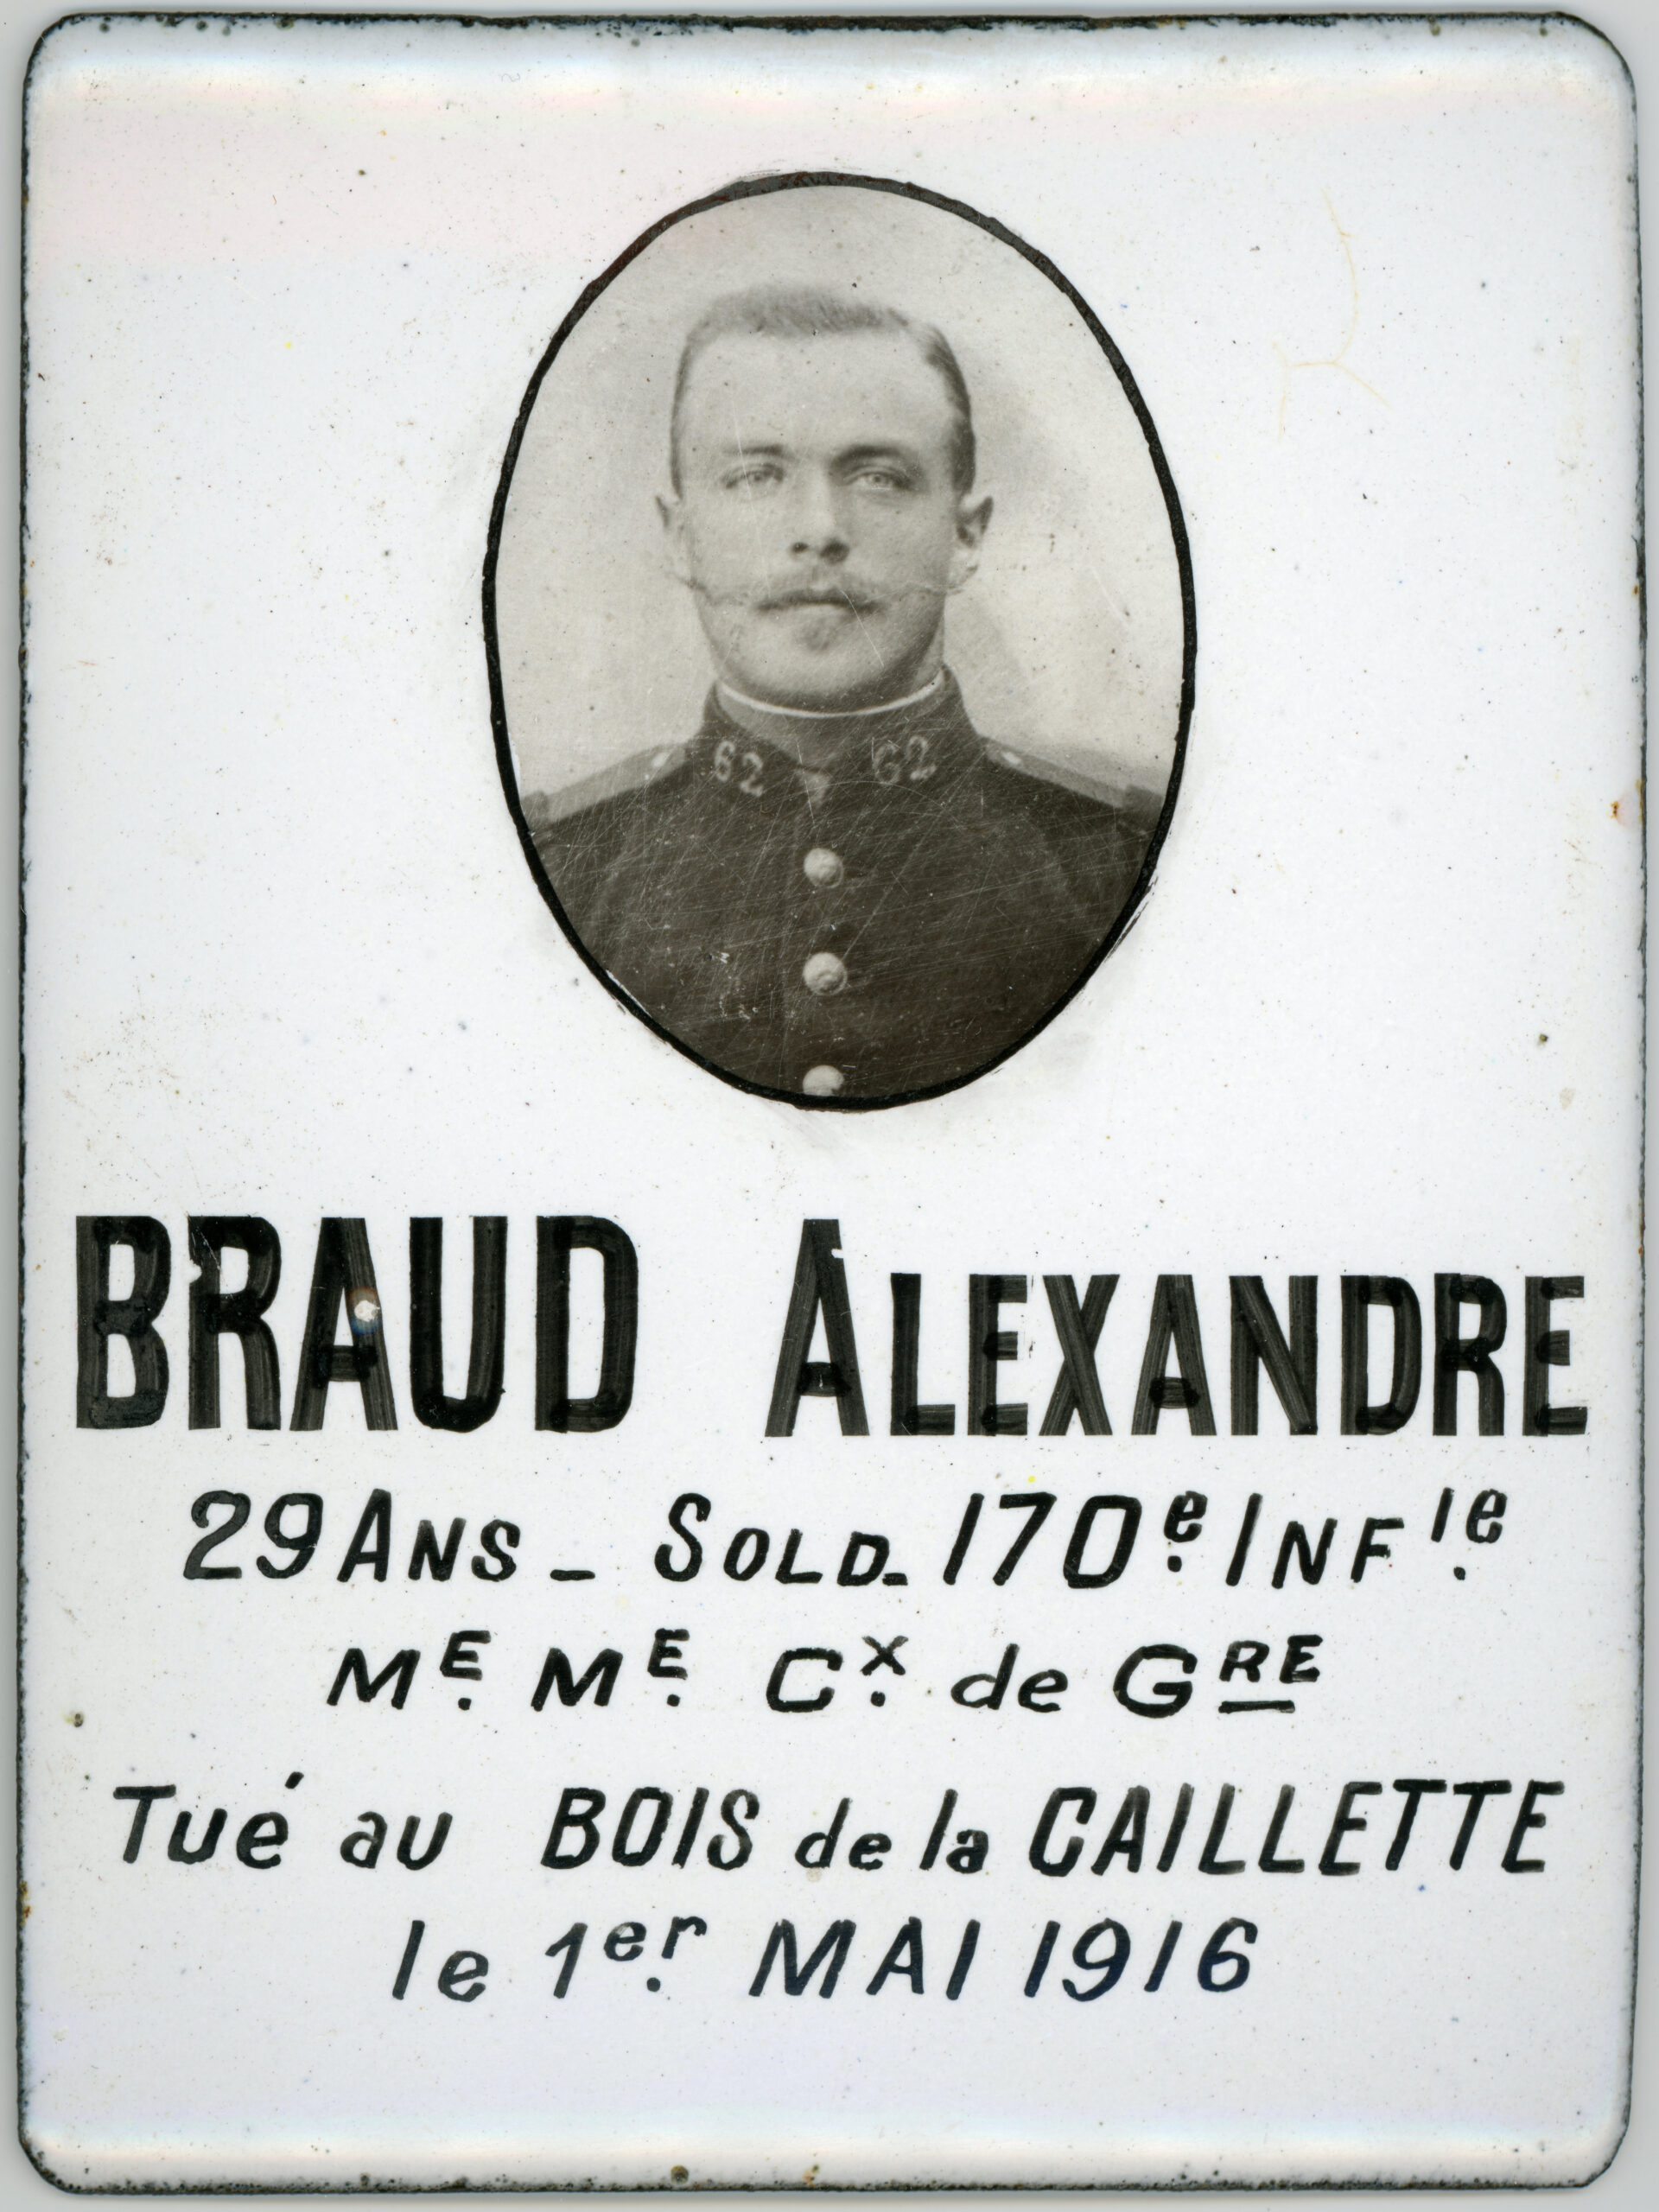 62 62
BRAUD ALEXANDRE
29 ANS - SOLD. 170e INFie
ME ME CX de GRE
Tué au BOIS de la CAILLETTE
le 1er MAI 1916